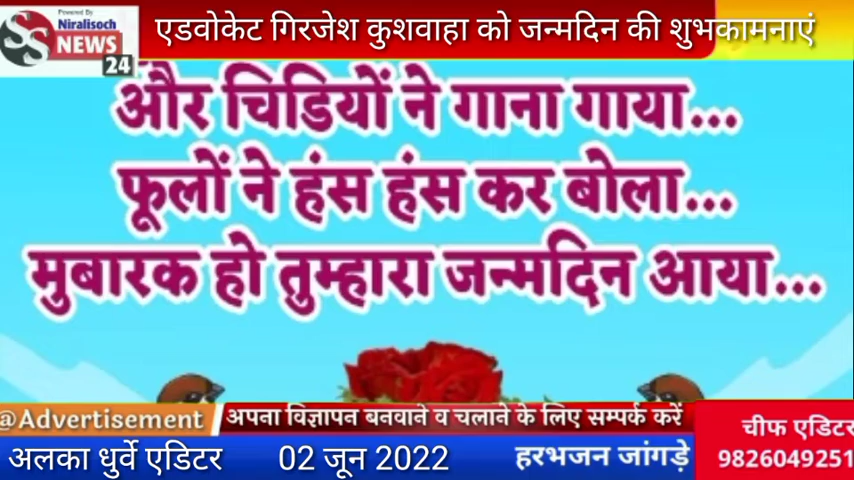 Powered By
Niralisoch
SS NEWS
24
एडवोकेट गिरजेश कुशवाहा को जन्मदिन की शुभकामनाएं
और चिडियों ने गाना गाया...
फूलों ने हंस हंस कर बोला...
मुबारक हो तुम्हारा जन्मदिन आया...
@Advertisement अपना विज्ञापन बनवाने व चलाने के लिए सम्पर्क करें
चीफ एडिटर
अलका धुर्वे एडिटर 02 जून 2022 हरभजन जांगड़े 9826049251